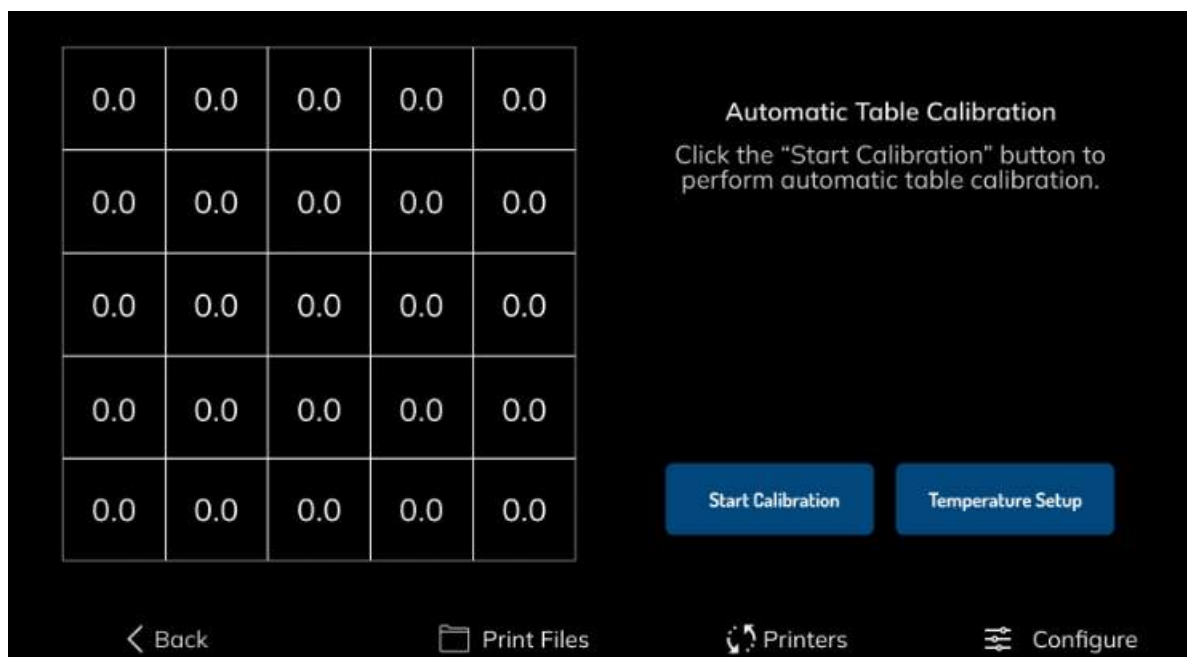 0.0 0.0 0.0 0.0 0.0
0.0 0.0 0.0 0.0 0.0
0.0 0.0 0.0 0.0 0.0
0.0 0.0 0.0 0.0 0.0
0.0 0.0 0.0 0.0 0.0
Automatic Table Calibration
Click the “Start Calibration” button to
perform automatic table calibration.
Start Calibration Temperature Setup
Back Print Files Printers Configure